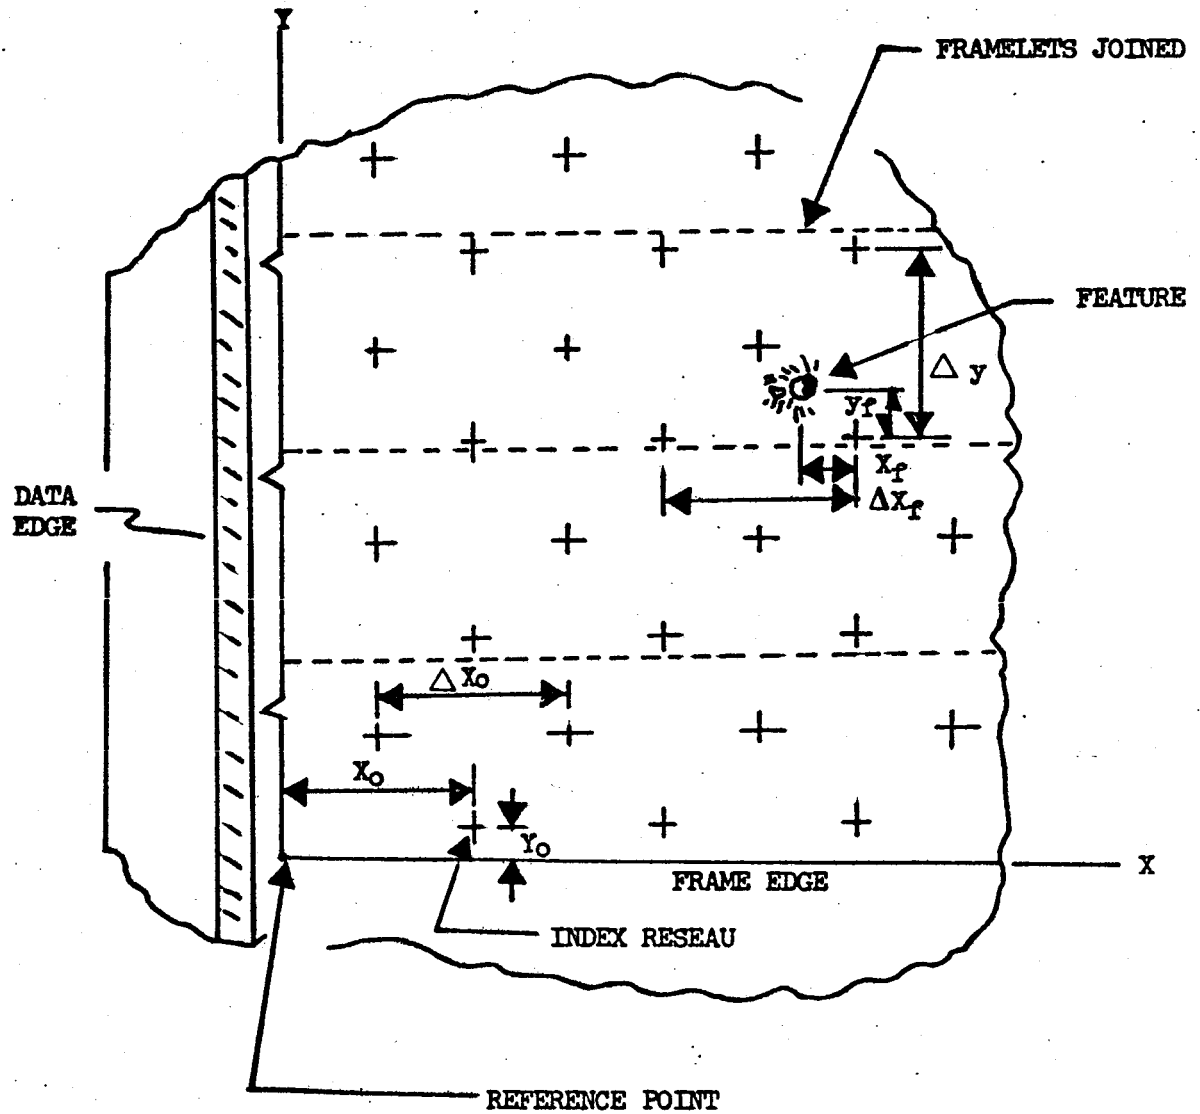 Y
FRAMELETS JOINED
FEATURE
Δ y
yf
Xf
ΔXf
DATA
EDGE
Δ Xo
Xo
Yo
X
FRAME EDGE
INDEX RESEAU
REFERENCE POINT